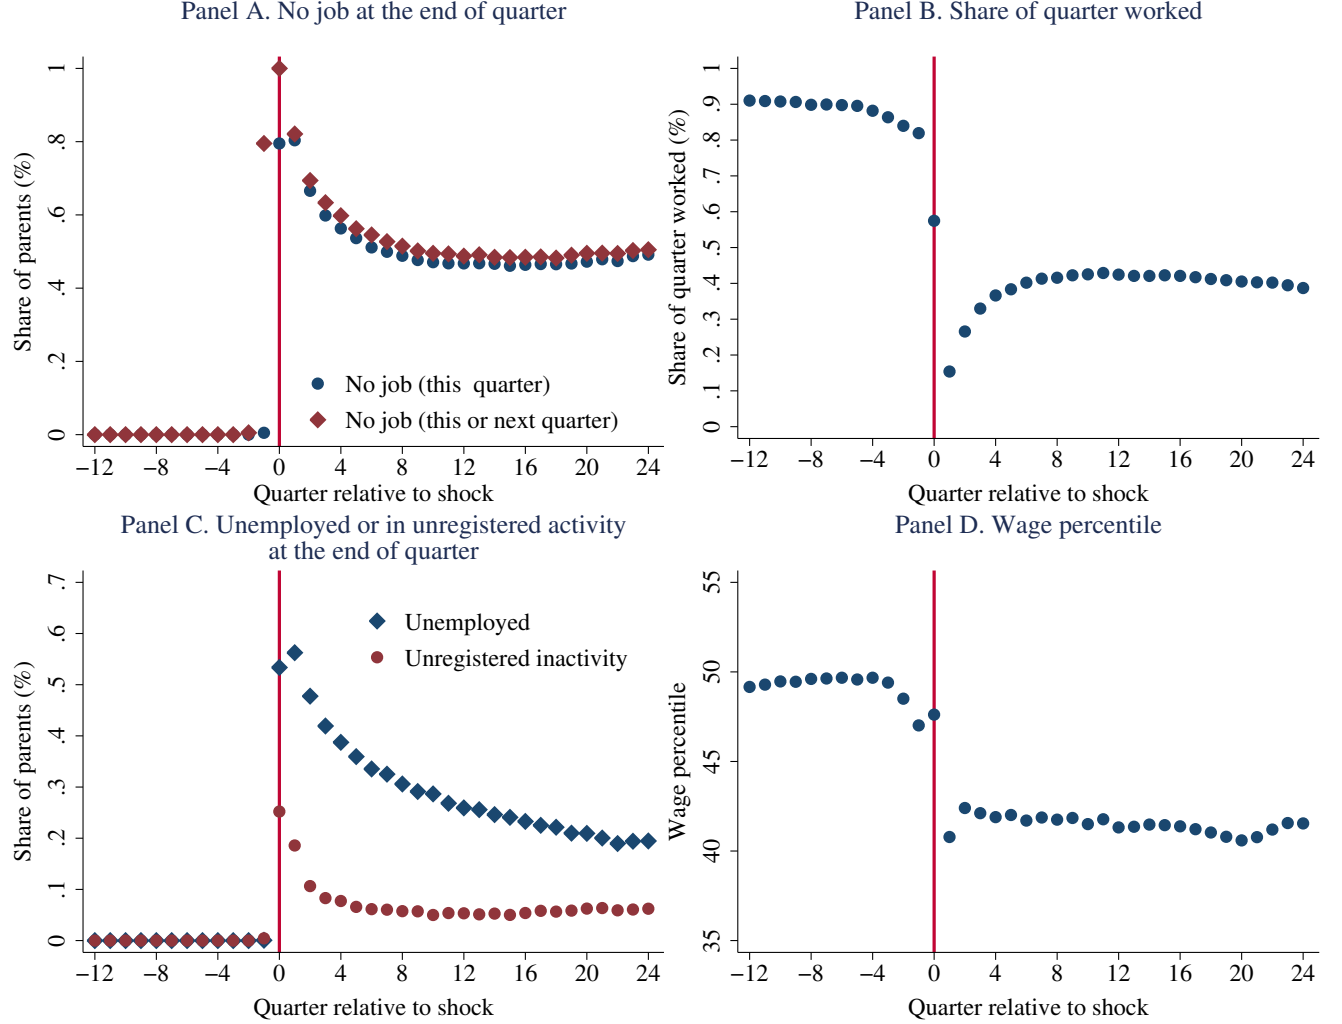 Panel A. No job at the end of quarter
Share of parents (%)
1
.8
.6
.4
.2
0
No job (this quarter)
No job (this or next quarter)
−12 −8 −4 0 4 8 12 16 20 24
Quarter relative to shock
Panel B. Share of quarter worked
Share of quarter worked (%)
1
.9
.8
.7
.6
.5
.4
.3
.2
.1
0
−12 −8 −4 0 4 8 12 16 20 24
Quarter relative to shock
Panel C. Unemployed or in unregistered activity
at the end of quarter
Share of parents (%)
.7
.6
.5
.4
.3
.2
.1
0
Unemployed
Unregistered inactivity
−12 −8 −4 0 4 8 12 16 20 24
Quarter relative to shock
Panel D. Wage percentile
Wage percentile
55
50
45
40
35
−12 −8 −4 0 4 8 12 16 20 24
Quarter relative to shock